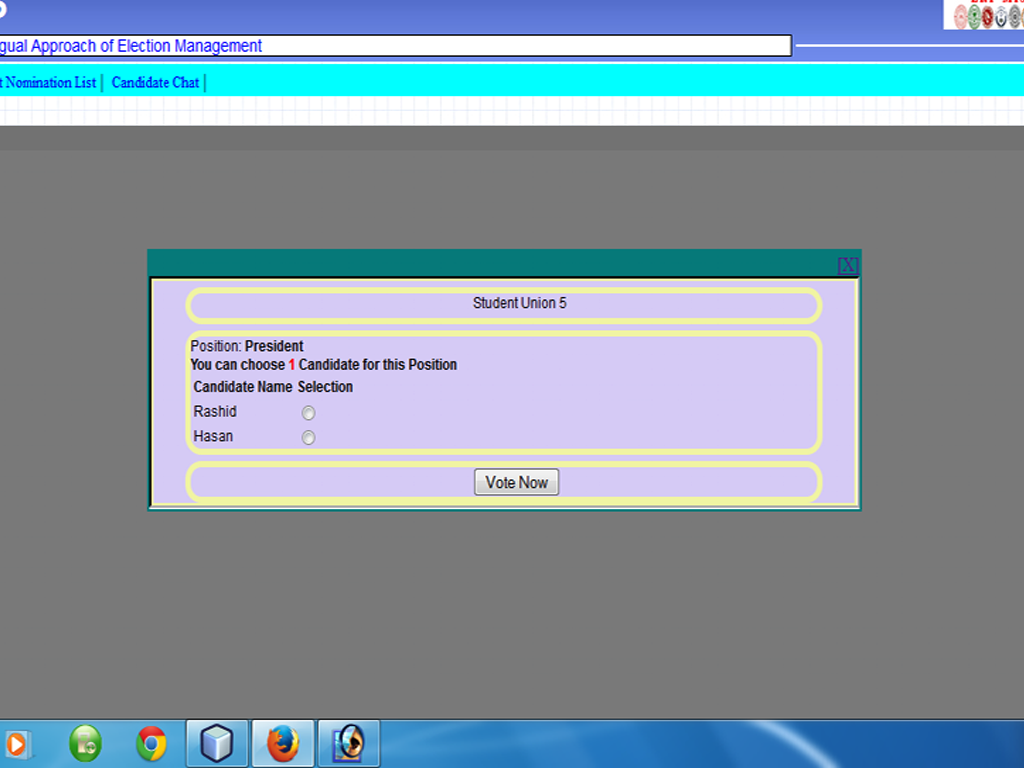 gual Approach of Election Management
t Nomination List | Candidate Chat |
[X]
Student Union 5
Position: President
You can choose 1 Candidate for this Position
Candidate Name Selection
Rashid
Hasan
Vote Now